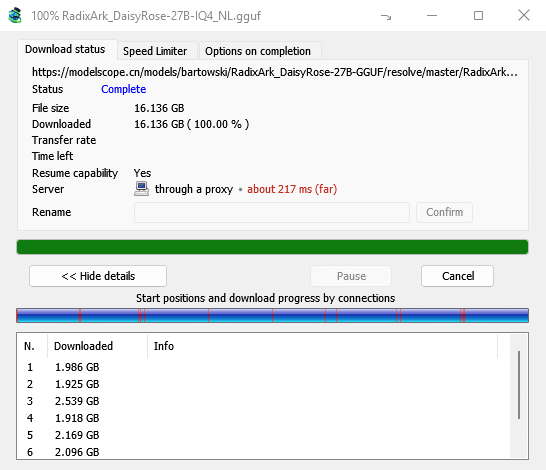 100% RadixArk_DaisyRose-27B-IQ4_NL.gguf
Download status
Speed Limiter
Options on completion
https://modelscope.cn/models/bartowski/RadixArk_DaisyRose-27B-GGUF/resolve/master/RadixArk...
Status Complete
File size 16.136 GB
Downloaded 16.136 GB ( 100.00 % )
Transfer rate
Time left
Resume capability Yes
Server through a proxy • about 217 ms (far)
Rename Confirm
<< Hide details Pause Cancel
Start positions and download progress by connections
N. Downloaded Info
1 1.986 GB
2 1.925 GB
3 2.539 GB
4 1.918 GB
5 2.169 GB
6 2.096 GB